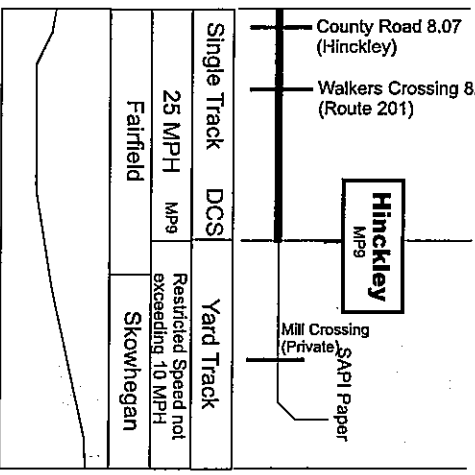 County Road 8.07
(Hinckley)
Walkers Crossing 8.
(Route 201)
Hinckley
MP9
Mill Crossing
(Private)
SAPI Paper
Single Track DCS
Yard Track
25 MPH MP9
Restricted Speed not
exceeding 10 MPH
Fairfield
Skowhegan